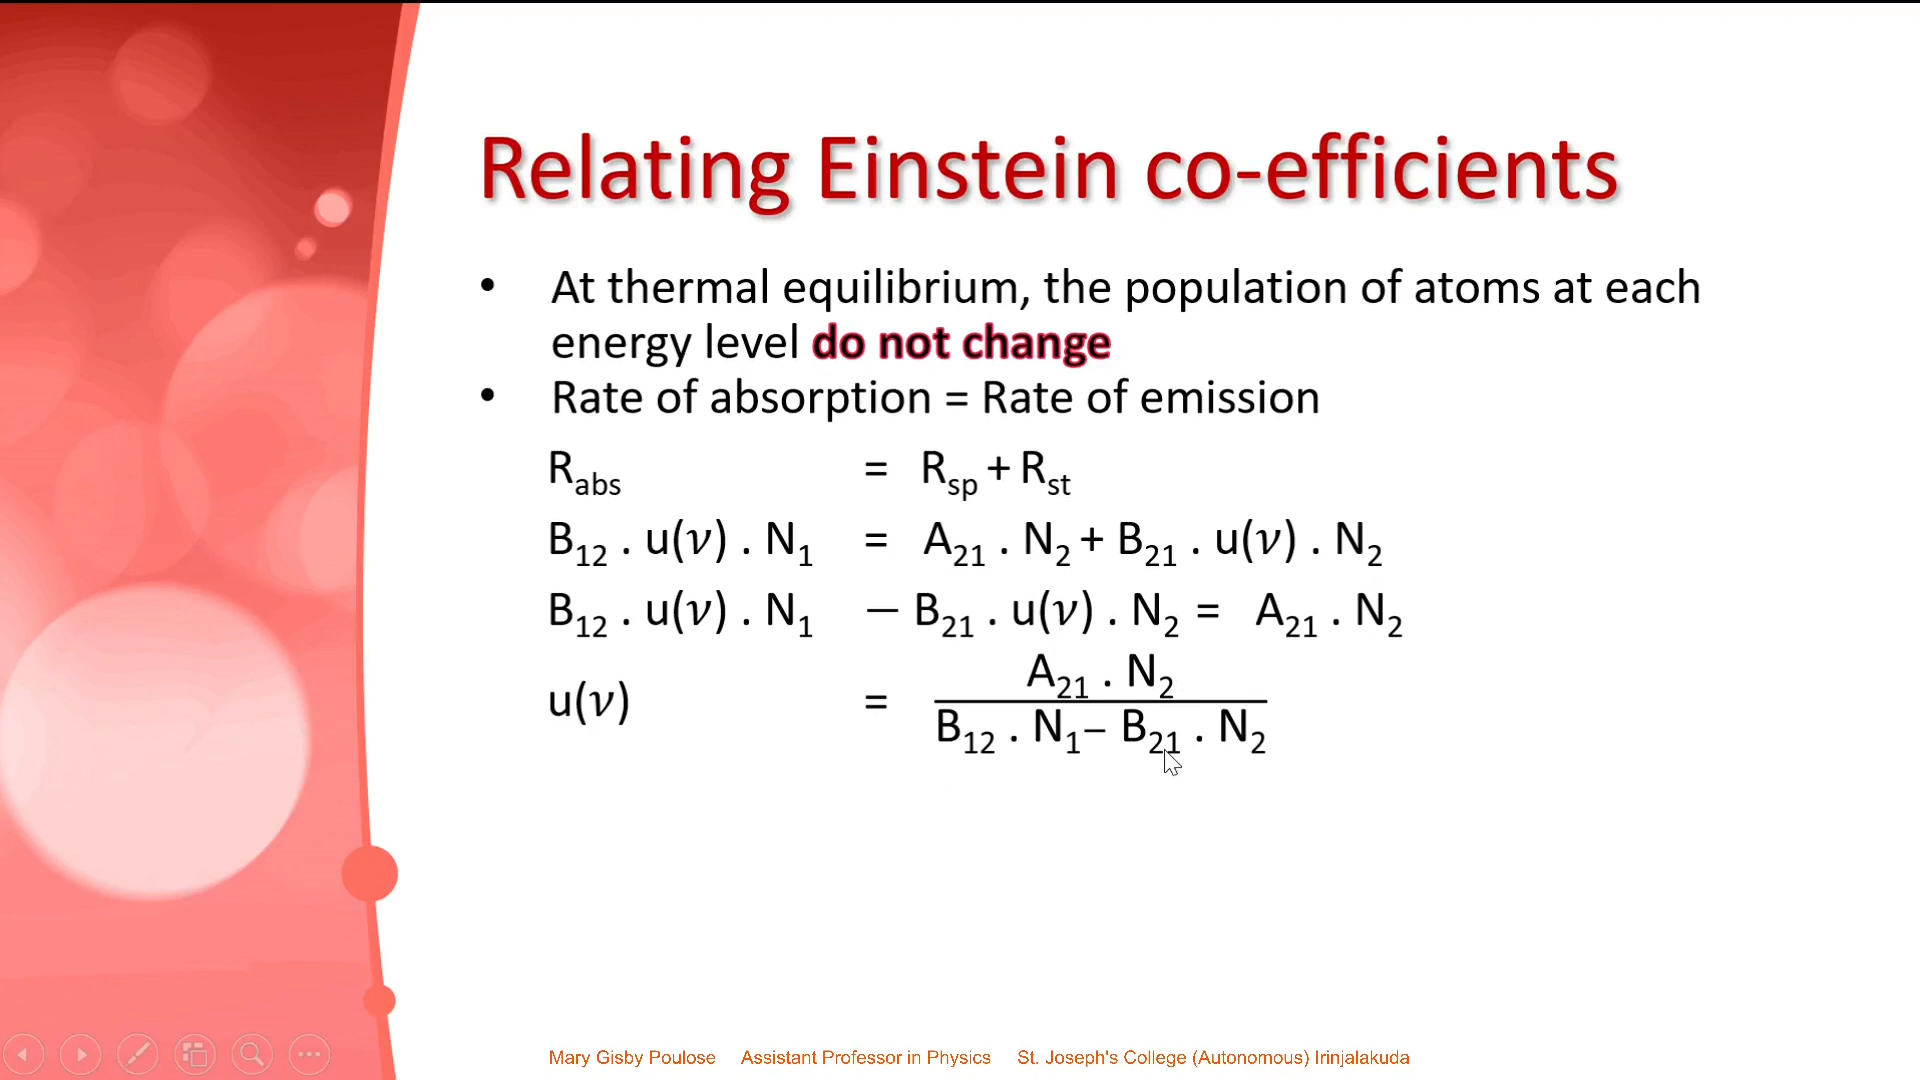 Relating Einstein co-efficients
• At thermal equilibrium, the population of atoms at each
energy level do not change
• Rate of absorption = Rate of emission
R_abs = R_sp + R_st
B_12 . u(ν) . N_1 = A_21 . N_2 + B_21 . u(ν) . N_2
B_12 . u(ν) . N_1 — B_21 . u(ν) . N_2 = A_21 . N_2
A_21 . N_2
u(ν) =
B_12 . N_1 – B_21 . N_2
Mary Gisby Poulose Assistant Professor in Physics St. Joseph's College (Autonomous) Irinjalakuda